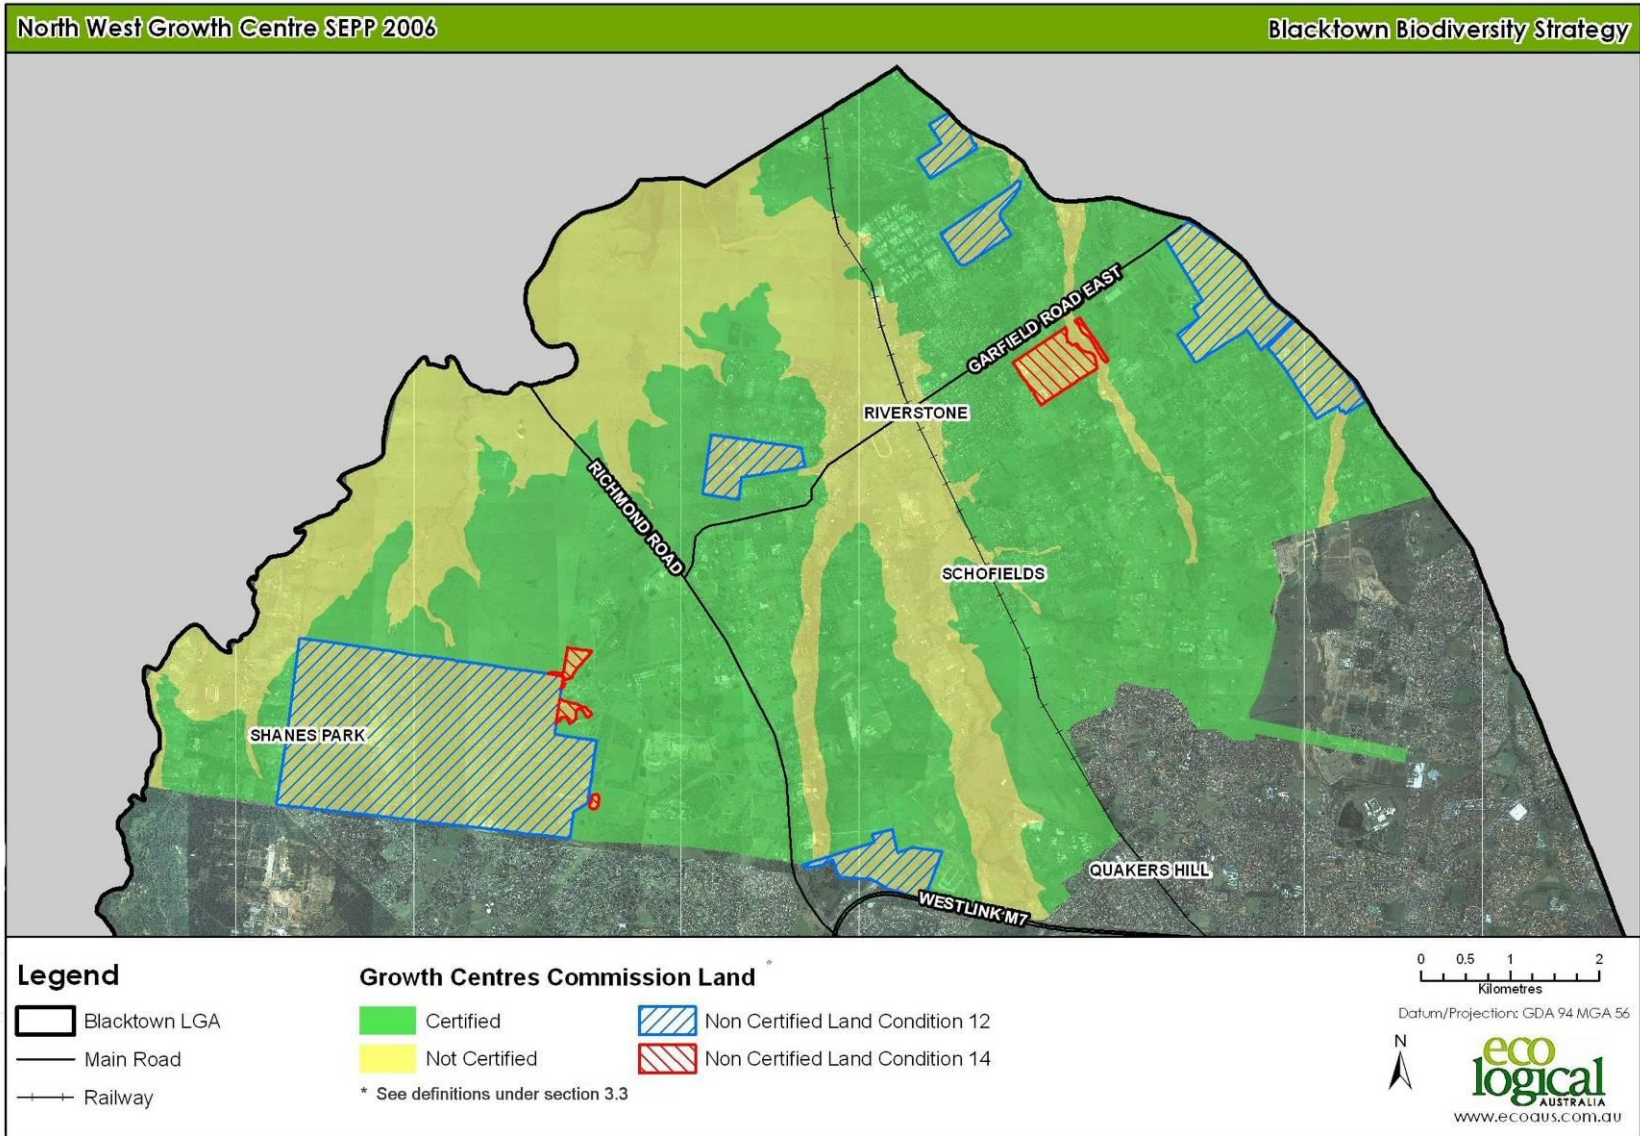 North West Growth Centre SEPP 2006
Blacktown Biodiversity Strategy
GARFIELD ROAD EAST
RIVERSTONE
RICHMOND ROAD
SCHOFIELDS
SHANES PARK
QUAKERS HILL
WESTLINK M7
Legend
Blacktown LGA
Main Road
Railway
Growth Centres Commission Land *
Certified
Not Certified
Non Certified Land Condition 12
Non Certified Land Condition 14
* See definitions under section 3.3
0 0.5 1 2
Kilometres
Datum/Projection: GDA 94 MGA 56
N
eco
logical
AUSTRALIA
www.ecoaus.com.au